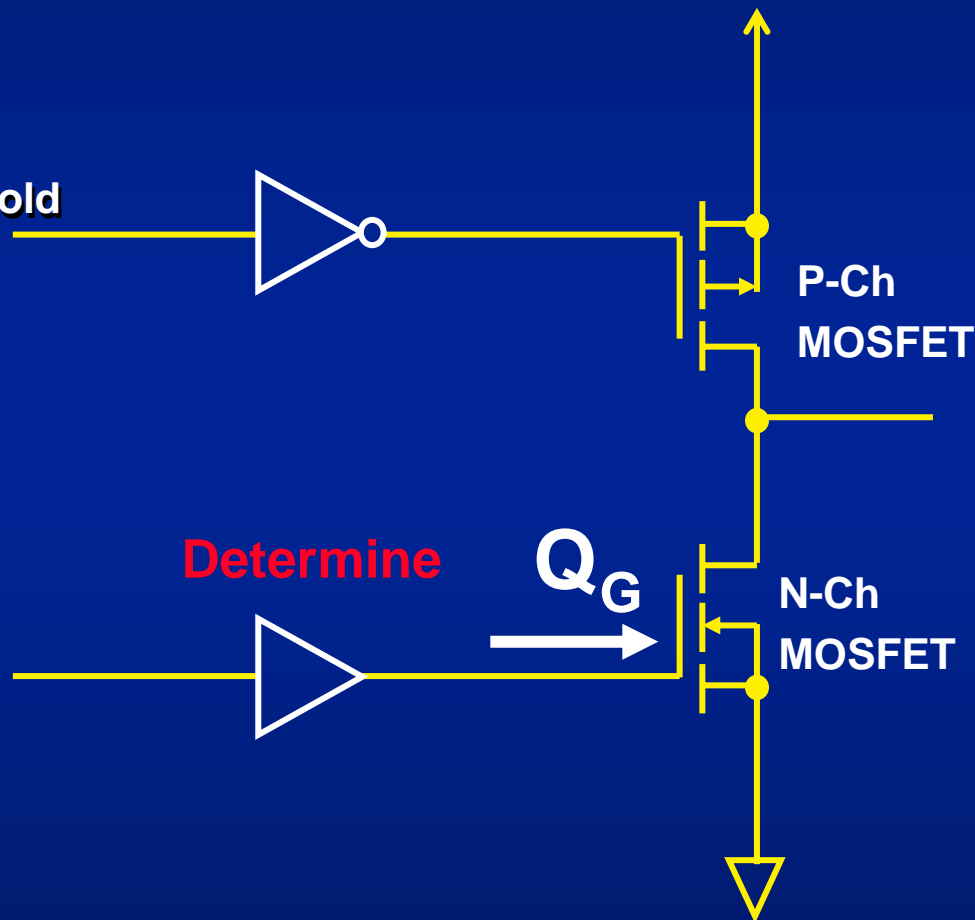 old
P-Ch
MOSFET
Determine
QG
N-Ch
MOSFET